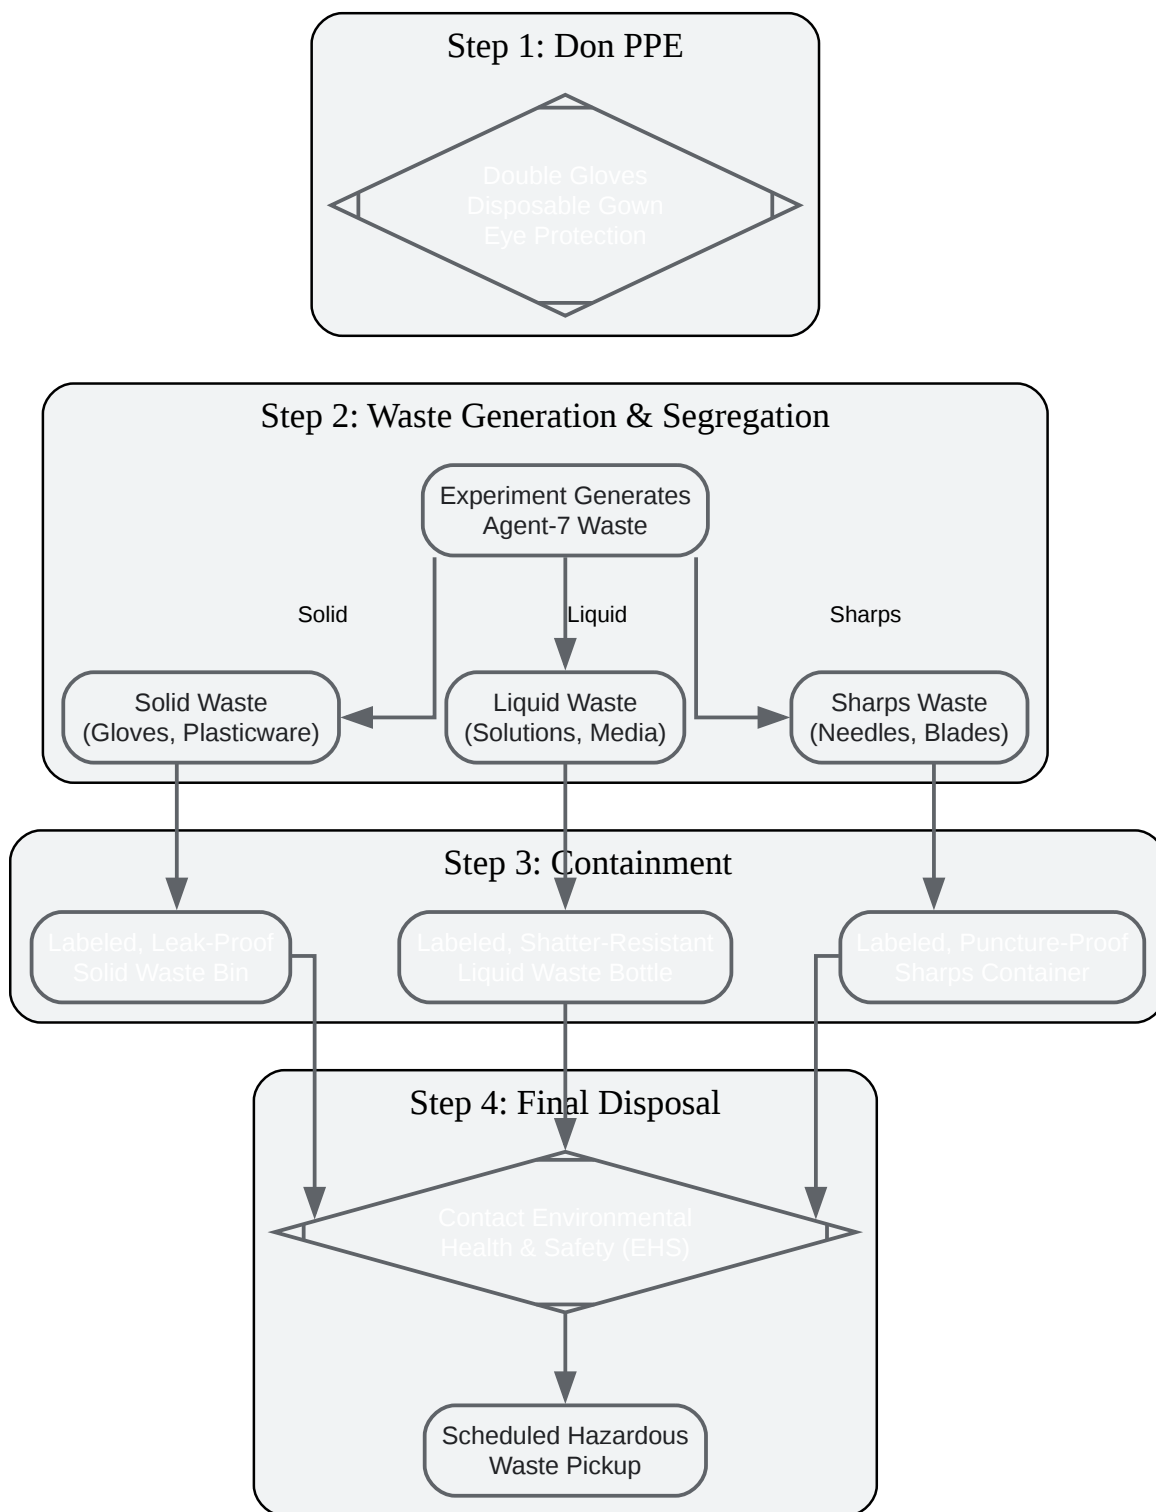 Step 1: Don PPE
Double Gloves
Disposable Gown
Eye Protection
Step 2: Waste Generation & Segregation
Experiment Generates
Agent-7 Waste
Solid
Liquid
Sharps
Solid Waste
(Gloves, Plasticware)
Liquid Waste
(Solutions, Media)
Sharps Waste
(Needles, Blades)
Step 3: Containment
Labeled, Leak-Proof
Solid Waste Bin
Labeled, Shatter-Resistant
Liquid Waste Bottle
Labeled, Puncture-Proof
Sharps Container
Step 4: Final Disposal
Contact Environmental
Health & Safety (EHS)
Scheduled Hazardous
Waste Pickup